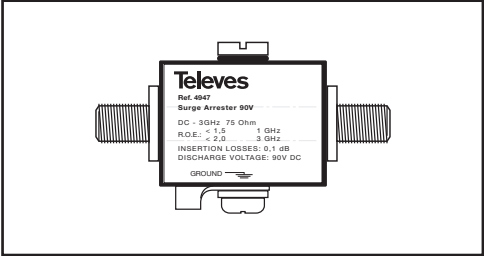 Televes
Ref. 4947
Surge Arrester 90V
DC - 3GHz 75 Ohm
R.O.E.: < 1,5 1 GHz
< 2,0 3 GHz
INSERTION LOSSES: 0,1 dB
DISCHARGE VOLTAGE: 90V DC
GROUND